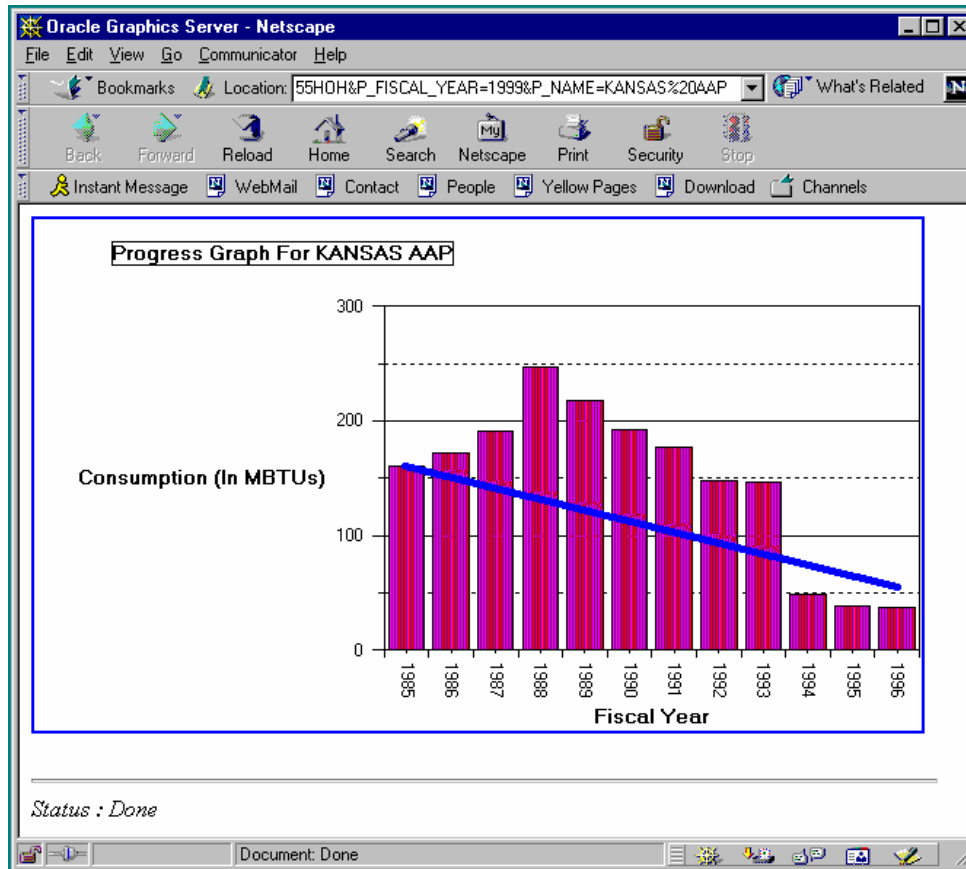 Oracle Graphics Server - Netscape
File Edit View Go Communicator Help
Bookmarks Location: 55HOH&P_FISCAL_YEAR=1999&P_NAME=KANSAS%20AAP What's Related N
Back Forward Reload Home Search My Netscape Print Security Stop
Instant Message WebMail Contact People Yellow Pages Download Channels
Progress Graph For KANSAS AAP
300
200
Consumption (In MBTUs)
100
0
1985 1986 1987 1988 1989 1990 1991 1992 1993 1994 1995 1996
Fiscal Year
Status : Done
Document: Done